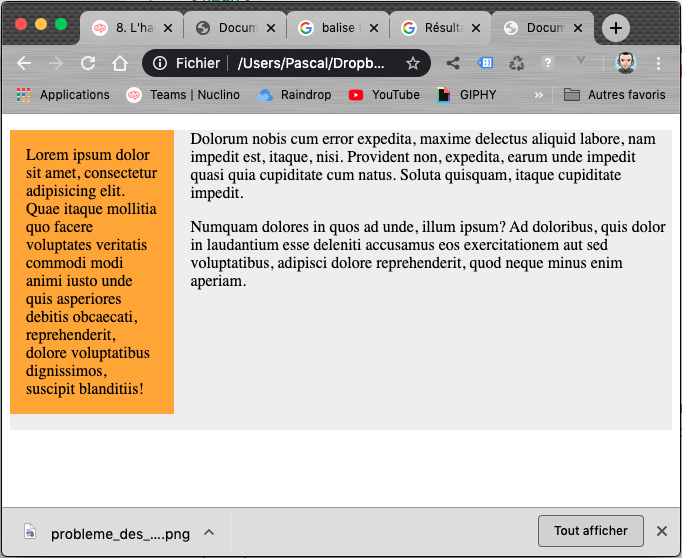 8. L'ha
Docum
balise
Résulta
Docum
Fichier
/Users/Pascal/Dropb...
Applications
Teams | Nuclino
Raindrop
YouTube
GIPHY
»
Autres favoris
Lorem ipsum dolor
sit amet, consectetur
adipisicing elit.
Quae itaque mollitia
quo facere
voluptates veritatis
commodi modi
animi iusto unde
quis asperiores
debitis obcaecati,
reprehenderit,
dolore voluptatibus
dignissimos,
suscipit blanditiis!
Dolorum nobis cum error expedita, maxime delectus aliquid labore, nam
impedit est, itaque, nisi. Provident non, expedita, earum unde impedit
quasi quia cupiditate cum natus. Soluta quisquam, itaque cupiditate
impedit.
Numquam dolores in quos ad unde, illum ipsum? Ad doloribus, quis dolor
in laudantium esse deleniti accusamus eos exercitationem aut sed
voluptatibus, adipisci dolore reprehenderit, quod neque minus enim
aperiam.
probleme_des_....png
Tout afficher